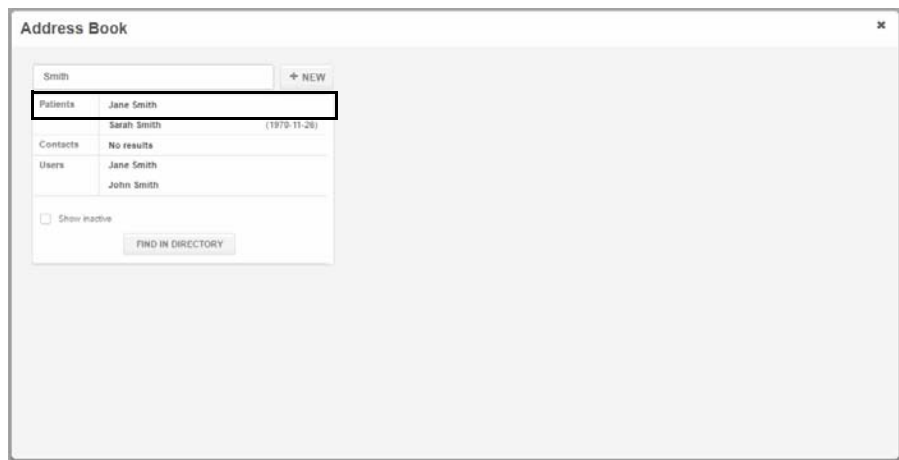 Address Book
✖
Smith
+ NEW
Patients Jane Smith
Sarah Smith (1970-11-26)
Contacts No results
Users Jane Smith
John Smith
Show inactive
FIND IN DIRECTORY